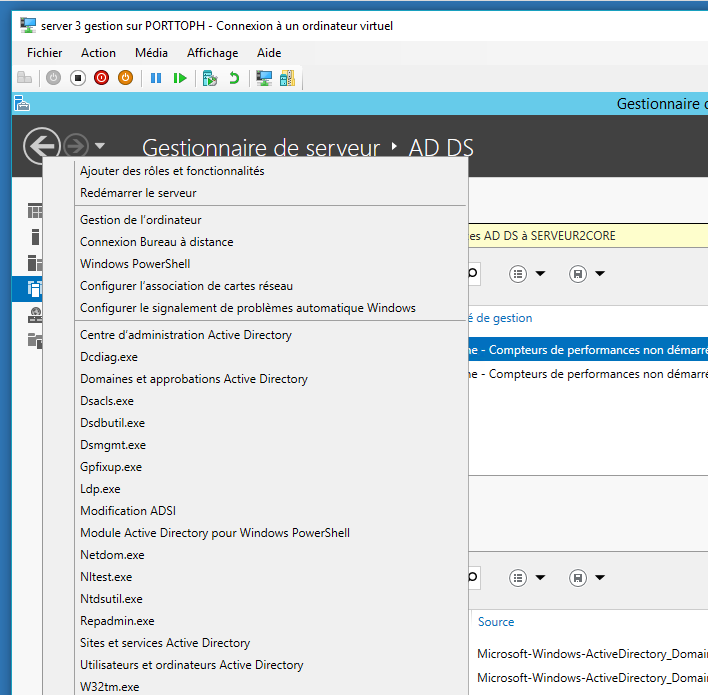 server 3 gestion sur PORTTOPH - Connexion à un ordinateur virtuel
Fichier Action Média Affichage Aide
Gestionnaire
Gestionnaire de serveur AD DS
Ajouter des rôles et fonctionnalités
Redémarrer le serveur
Gestion de l'ordinateur
es AD DS à SERVEUR2CORE
Connexion Bureau à distance
Windows PowerShell
Configurer l'association de cartes réseau
Configurer le signalement de problèmes automatique Windows
é de gestion
Centre d'administration Active Directory
ne - Compteurs de performances non démarré
Dcdiag.exe
Domaines et approbations Active Directory
ne - Compteurs de performances non démarré
Dsacls.exe
Dsdbutil.exe
Dsmgmt.exe
Gpfixup.exe
Ldp.exe
Modification ADSI
Module Active Directory pour Windows PowerShell
Netdom.exe
Nltest.exe
Ntdsutil.exe
Repadmin.exe
Source
Sites et services Active Directory
Microsoft-Windows-ActiveDirectory_Domai
Utilisateurs et ordinateurs Active Directory
Microsoft-Windows-ActiveDirectory_Domai
W32tm.exe